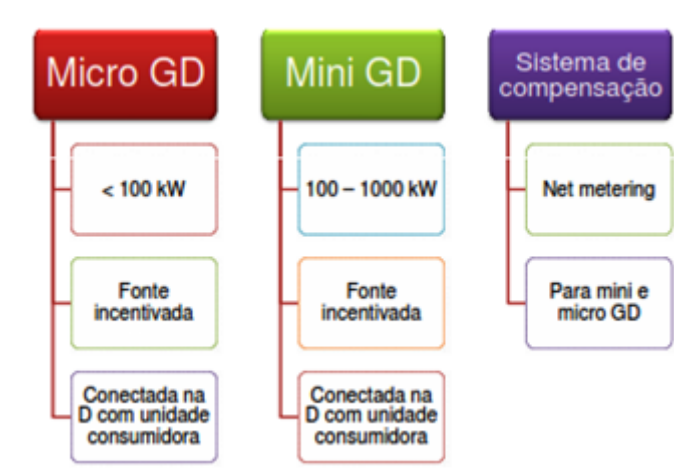 Micro GD
< 100 kW
Fonte
incentivada
Conectada na
D com unidade
consumidora
Mini GD
100 – 1000 kW
Fonte
incentivada
Conectada na
D com unidade
consumidora
Sistema de
compensação
Net metering
Para mini e
micro GD